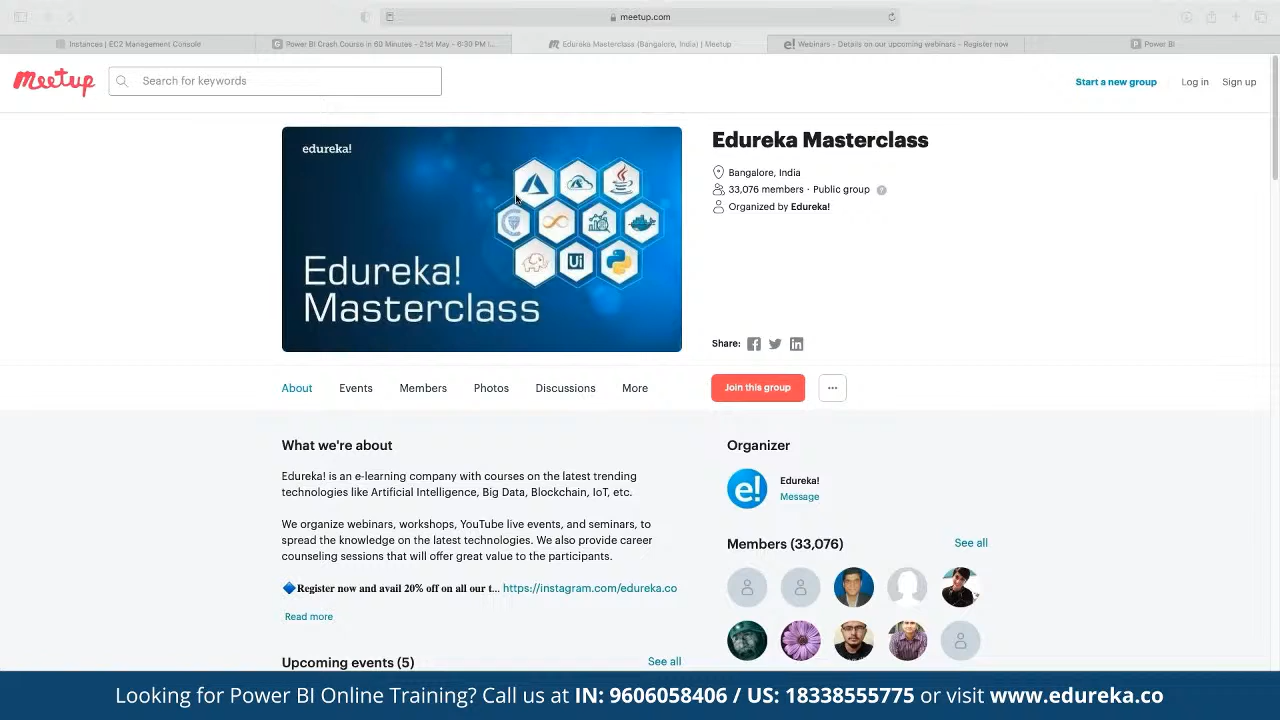 meetup.com
Instances | EC2 Management Console
Power BI Crash Course in 60 Minutes - 21st May - 6:30 PM I...
Edureka Masterclass (Bangalore, India) | Meetup
Webinars - Details on our upcoming webinars - Register now
Power BI
Meetup
Search for keywords
Start a new group
Log in
Sign up
edureka!
Edureka!
Masterclass
Ui
Edureka Masterclass
Bangalore, India
33,076 members · Public group ?
Organized by Edureka!
Share:
About
Events
Members
Photos
Discussions
More
Join this group
What we're about
Edureka! is an e-learning company with courses on the latest trending
technologies like Artificial Intelligence, Big Data, Blockchain, IoT, etc.
We organize webinars, workshops, YouTube live events, and seminars, to
spread the knowledge on the latest technologies. We also provide career
counseling sessions that will offer great value to the participants.
🔷Register now and avail 20% off on all our t... https://instagram.com/edureka.co
Read more
Upcoming events (5)
See all
Organizer
e!
Edureka!
Message
Members (33,076)
See all
Looking for Power BI Online Training? Call us at IN: 9606058406 / US: 18338555775 or visit www.edureka.co